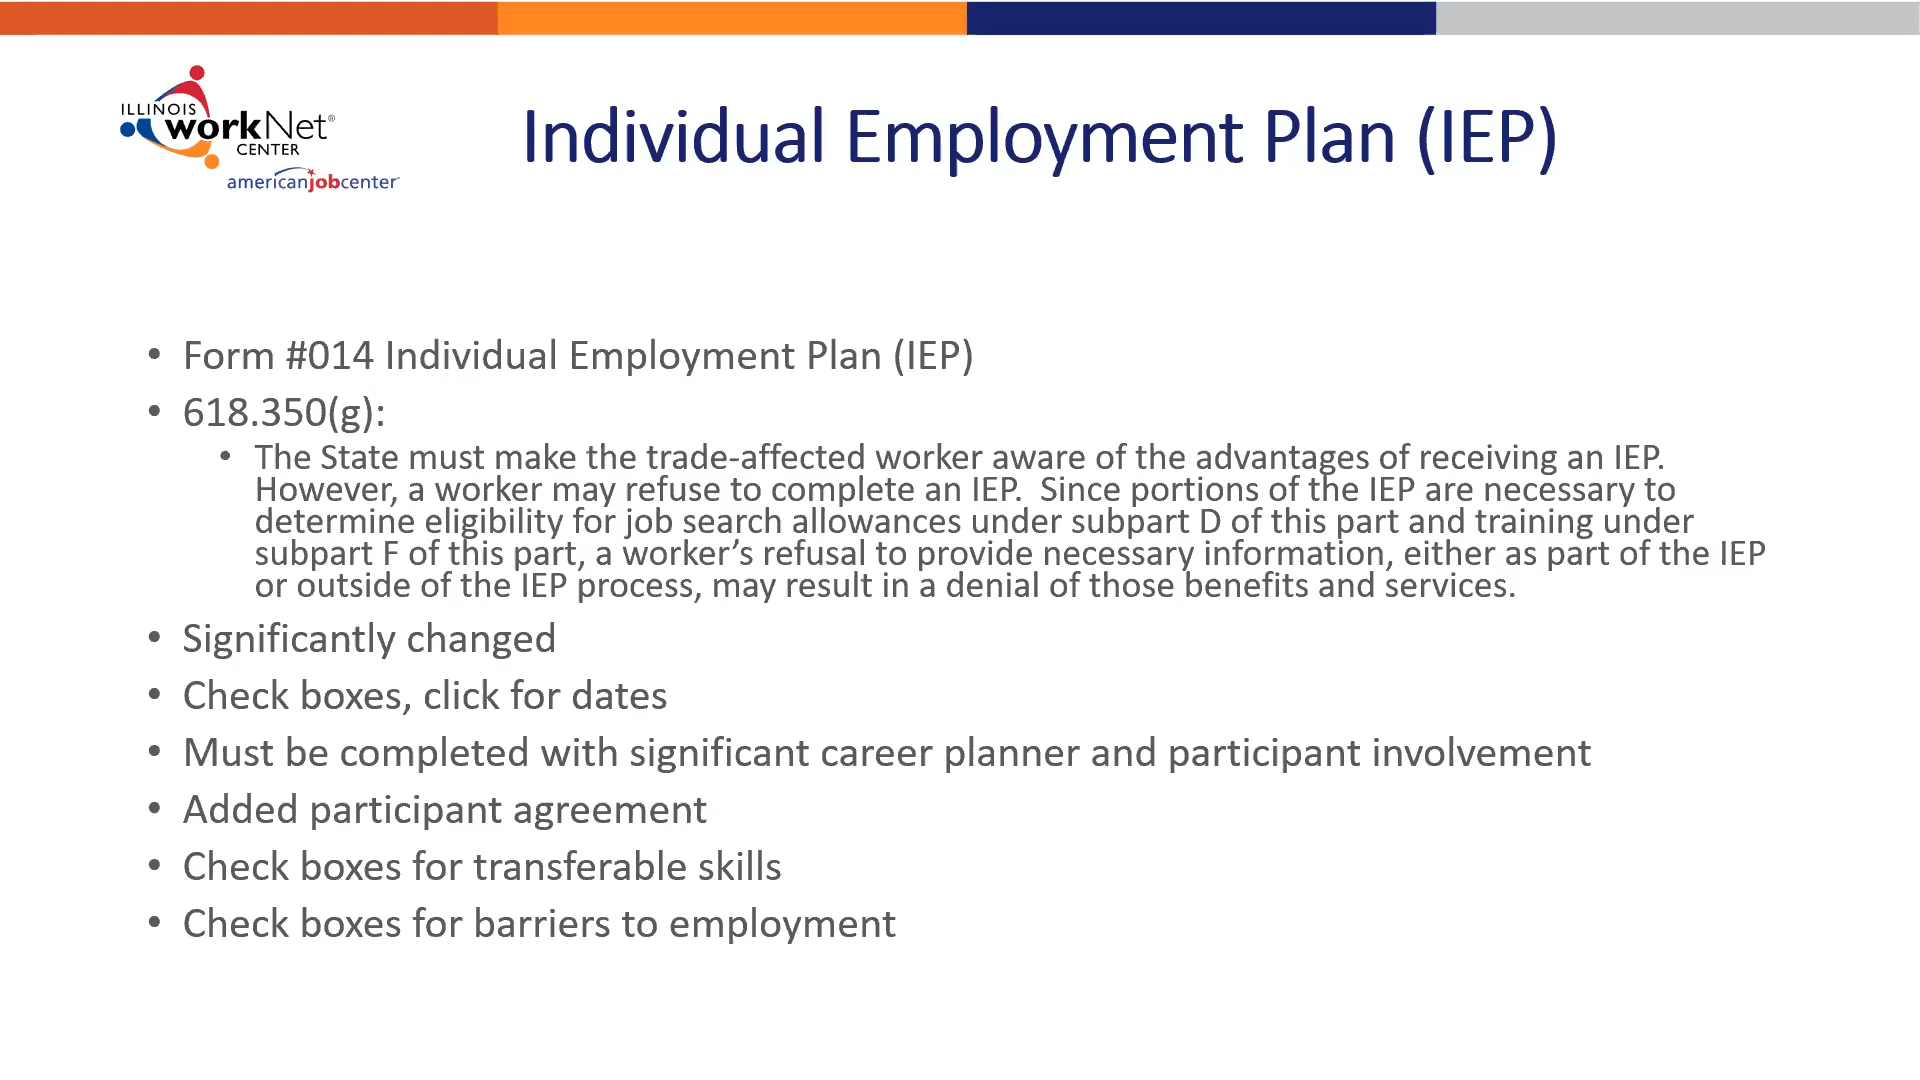 ILLINOIS
workNet®
CENTER
americanjobcenter™
Individual Employment Plan (IEP)
• Form #014 Individual Employment Plan (IEP)
• 618.350(g):
• The State must make the trade-affected worker aware of the advantages of receiving an IEP.
However, a worker may refuse to complete an IEP.  Since portions of the IEP are necessary to
determine eligibility for job search allowances under subpart D of this part and training under
subpart F of this part, a worker’s refusal to provide necessary information, either as part of the IEP
or outside of the IEP process, may result in a denial of those benefits and services.
• Significantly changed
• Check boxes, click for dates
• Must be completed with significant career planner and participant involvement
• Added participant agreement
• Check boxes for transferable skills
• Check boxes for barriers to employment